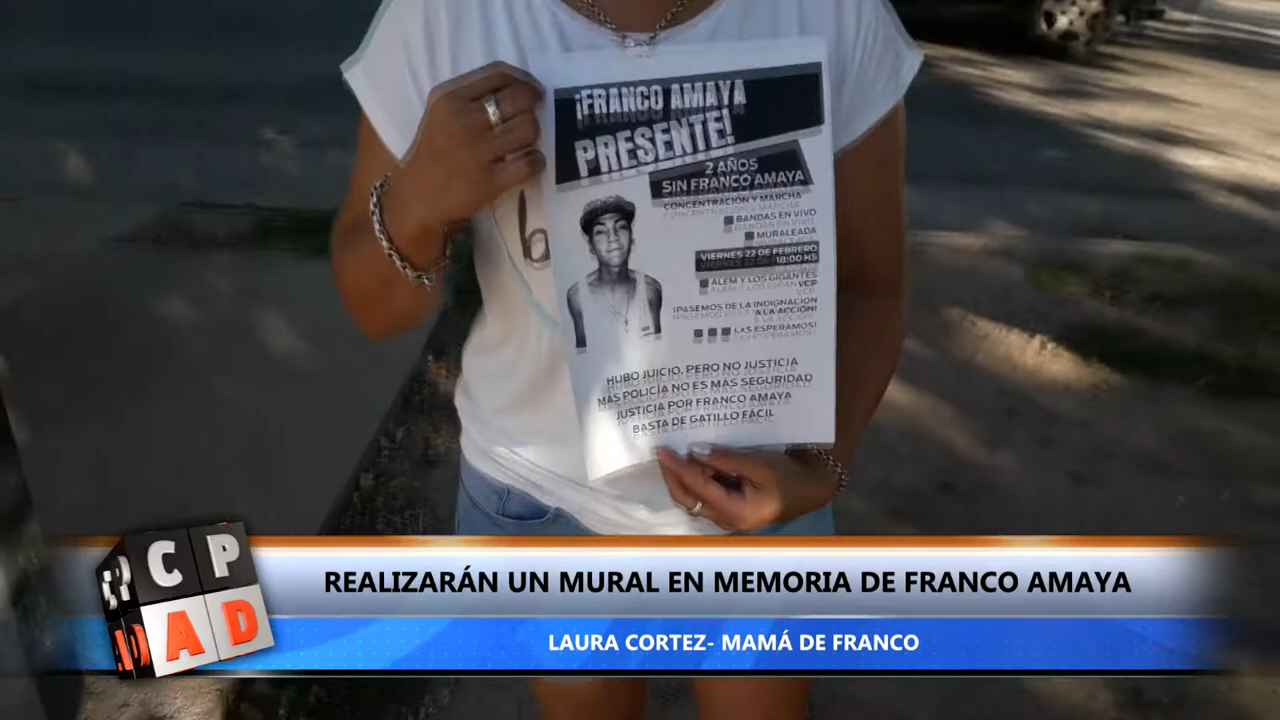 ¡FRANCO AMAYA
PRESENTE!
2 AÑOS
SIN FRANCO AMAYA
CONCENTRACIÓN Y MARCHA
BANDAS EN VIVO
MURALEADA
VIERNES 22 DE FEBRERO
18:00 HS
ALEM Y LOS GIGANTES
VCP
¡PASEMOS DE LA INDIGNACIÓN
A LA ACCIÓN!
LXS ESPERAMOS!
HUBO JUICIO, PERO NO JUSTICIA
MÁS POLICÍA NO ES MÁS SEGURIDAD
JUSTICIA POR FRANCO AMAYA
BASTA DE GATILLO FÁCIL
b
CP
AD
REALIZARÁN UN MURAL EN MEMORIA DE FRANCO AMAYA
LAURA CORTEZ- MAMÁ DE FRANCO